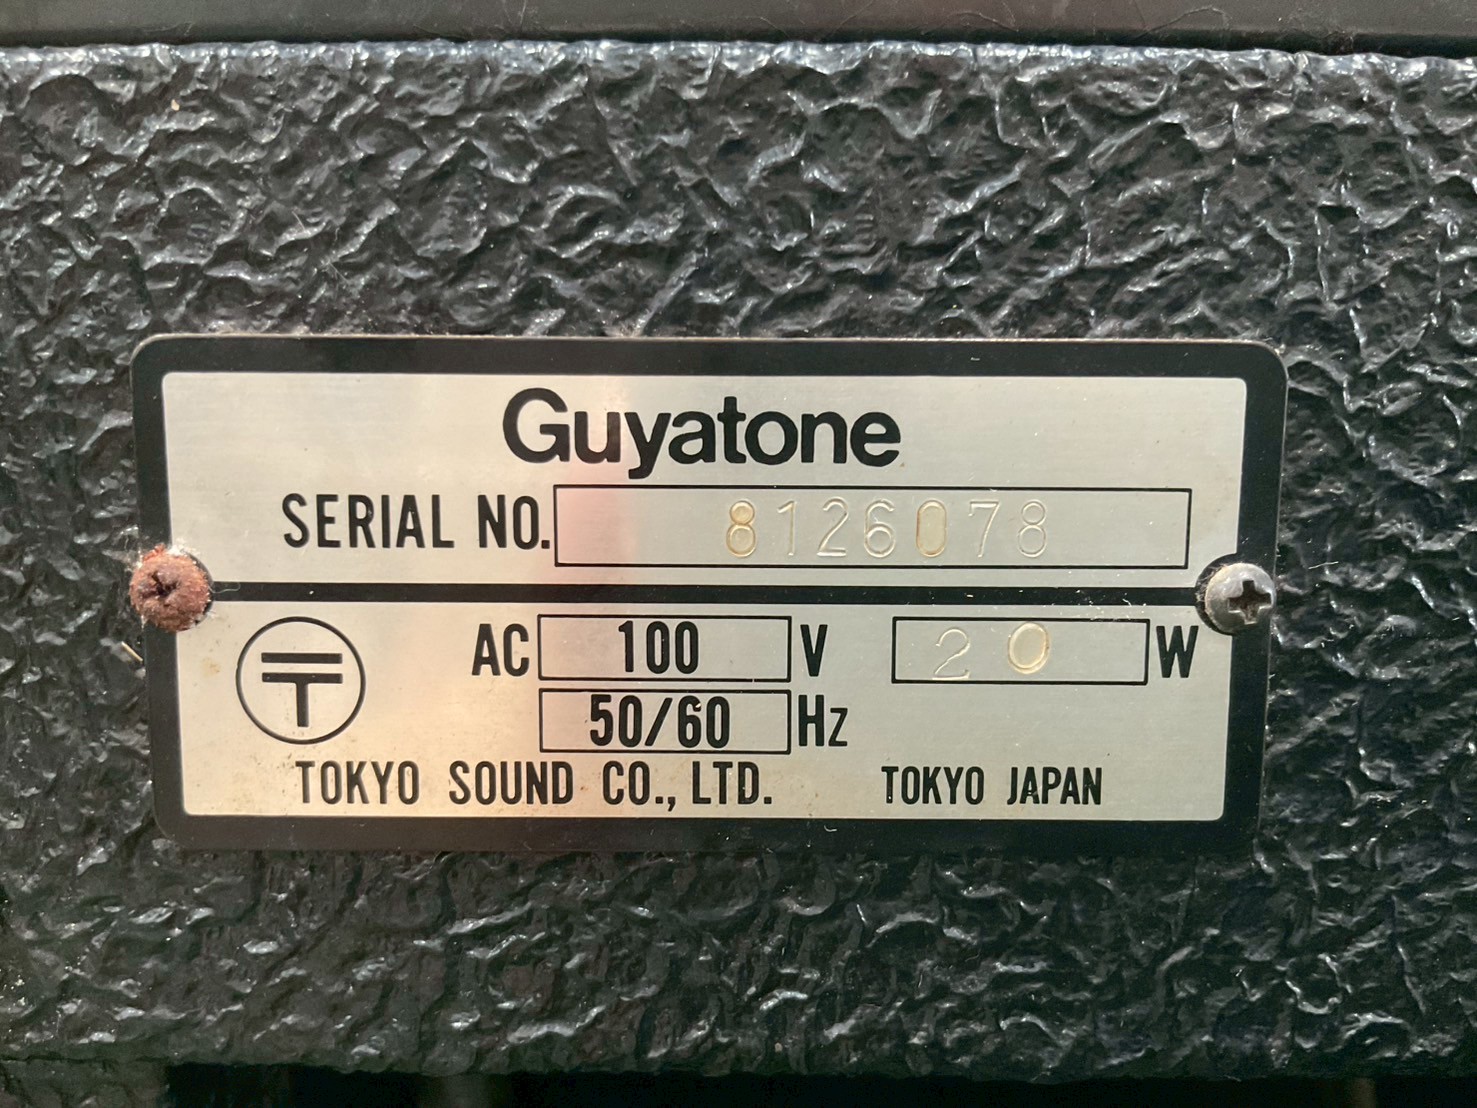 Guyatone
SERIAL NO. 8126078
〒 AC 100 V 20 W
50/60 Hz
TOKYO SOUND CO., LTD. TOKYO JAPAN